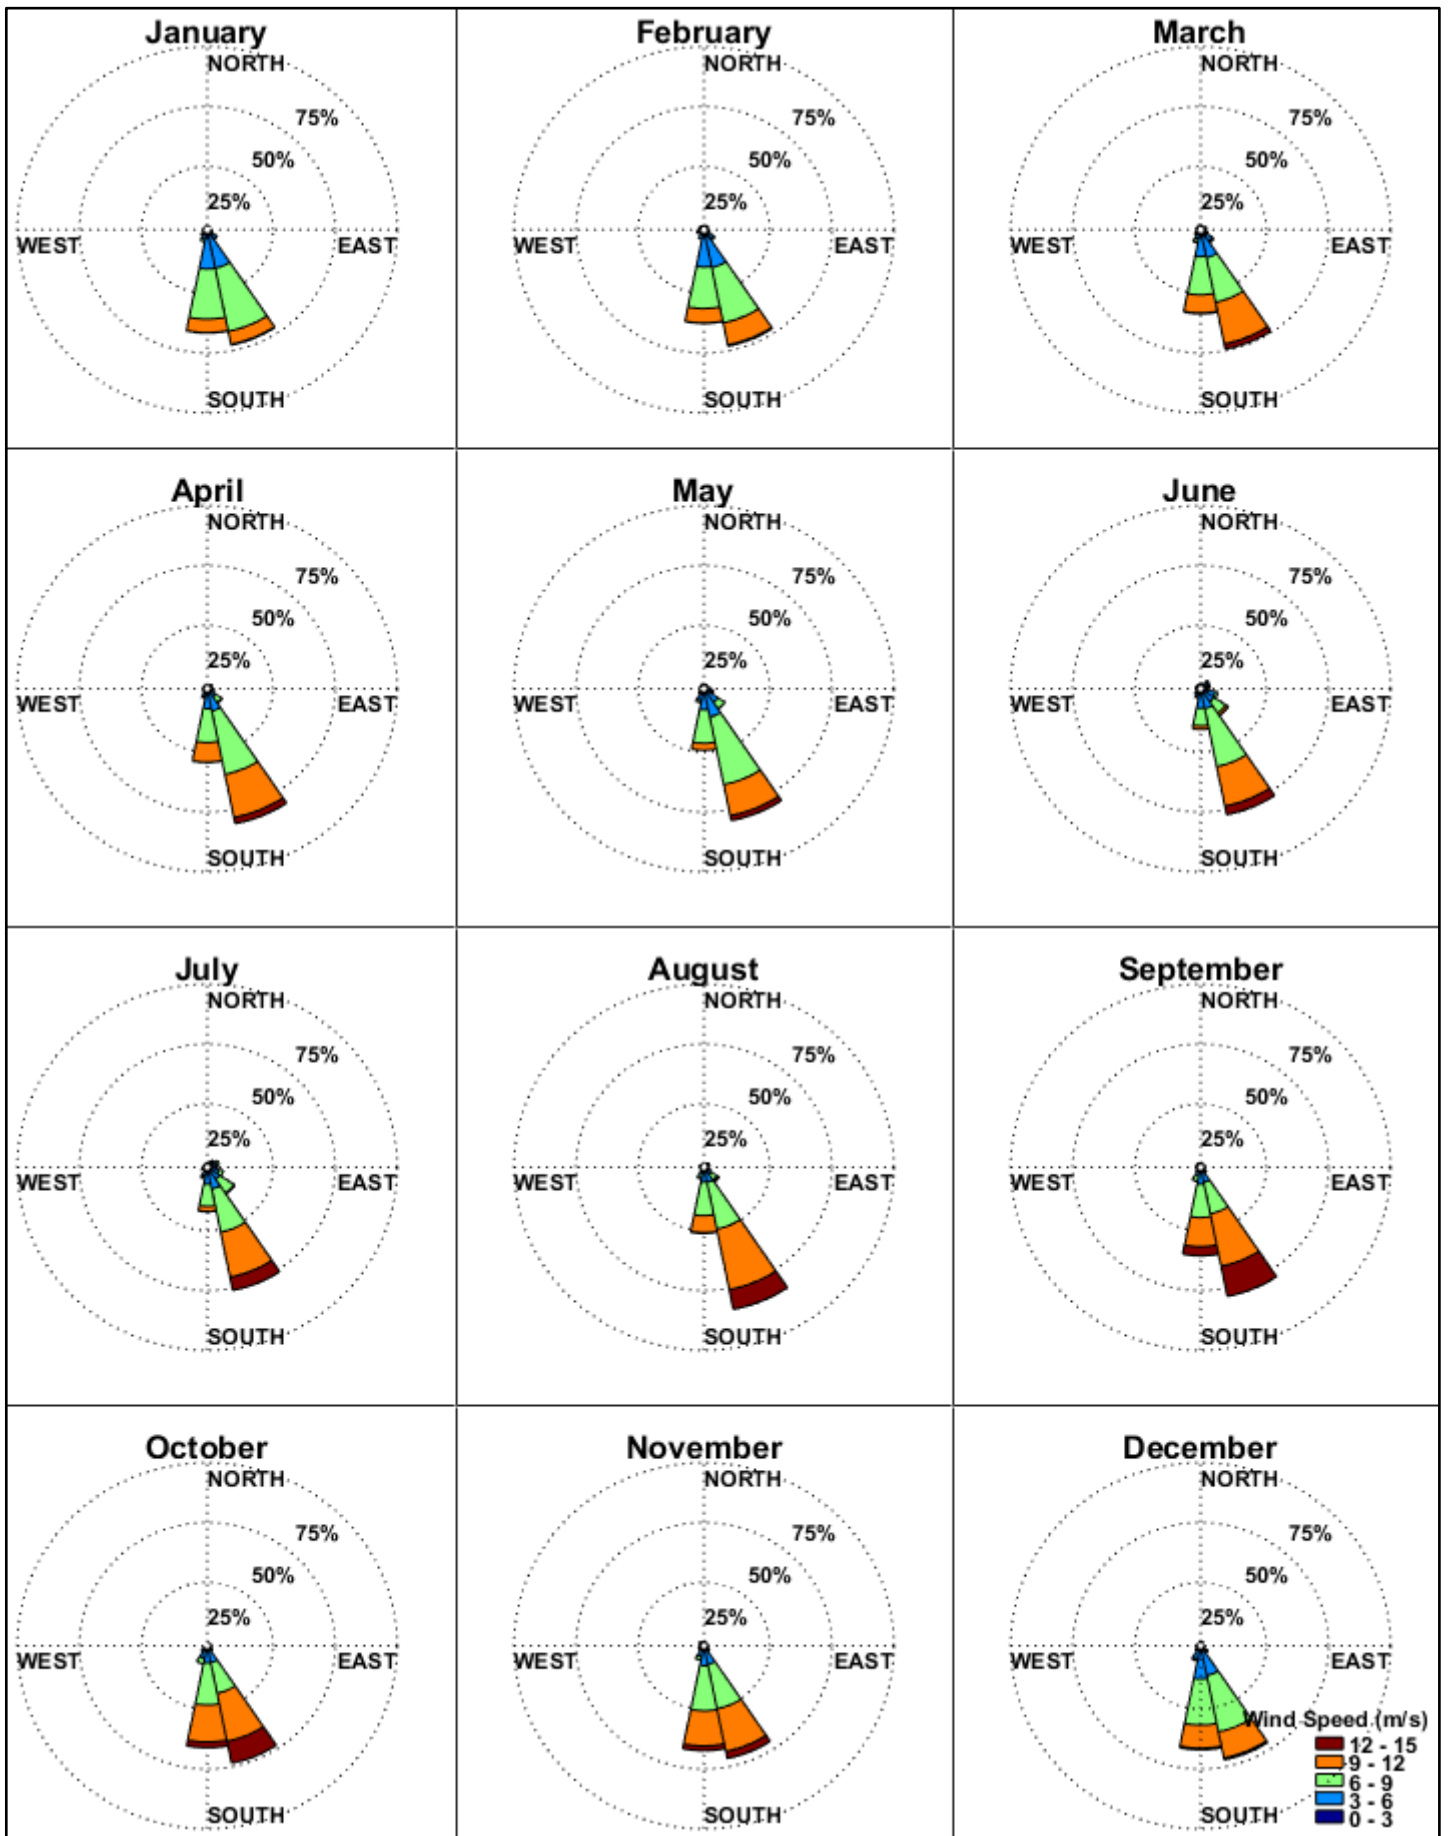 January
NORTH
75%
50%
25%
WEST
EAST
SOUTH
February
NORTH
75%
50%
25%
WEST
EAST
SOUTH
March
NORTH
75%
50%
25%
WEST
EAST
SOUTH
April
NORTH
75%
50%
25%
WEST
EAST
SOUTH
May
NORTH
75%
50%
25%
WEST
EAST
SOUTH
June
NORTH
75%
50%
25%
WEST
EAST
SOUTH
July
NORTH
75%
50%
25%
WEST
EAST
SOUTH
August
NORTH
75%
50%
25%
WEST
EAST
SOUTH
September
NORTH
75%
50%
25%
WEST
EAST
SOUTH
October
NORTH
75%
50%
25%
WEST
EAST
SOUTH
November
NORTH
75%
50%
25%
WEST
EAST
SOUTH
December
NORTH
75%
50%
25%
WEST
EAST
SOUTH
Wind Speed (m/s)
12 - 15
9 - 12
6 - 9
3 - 6
0 - 3